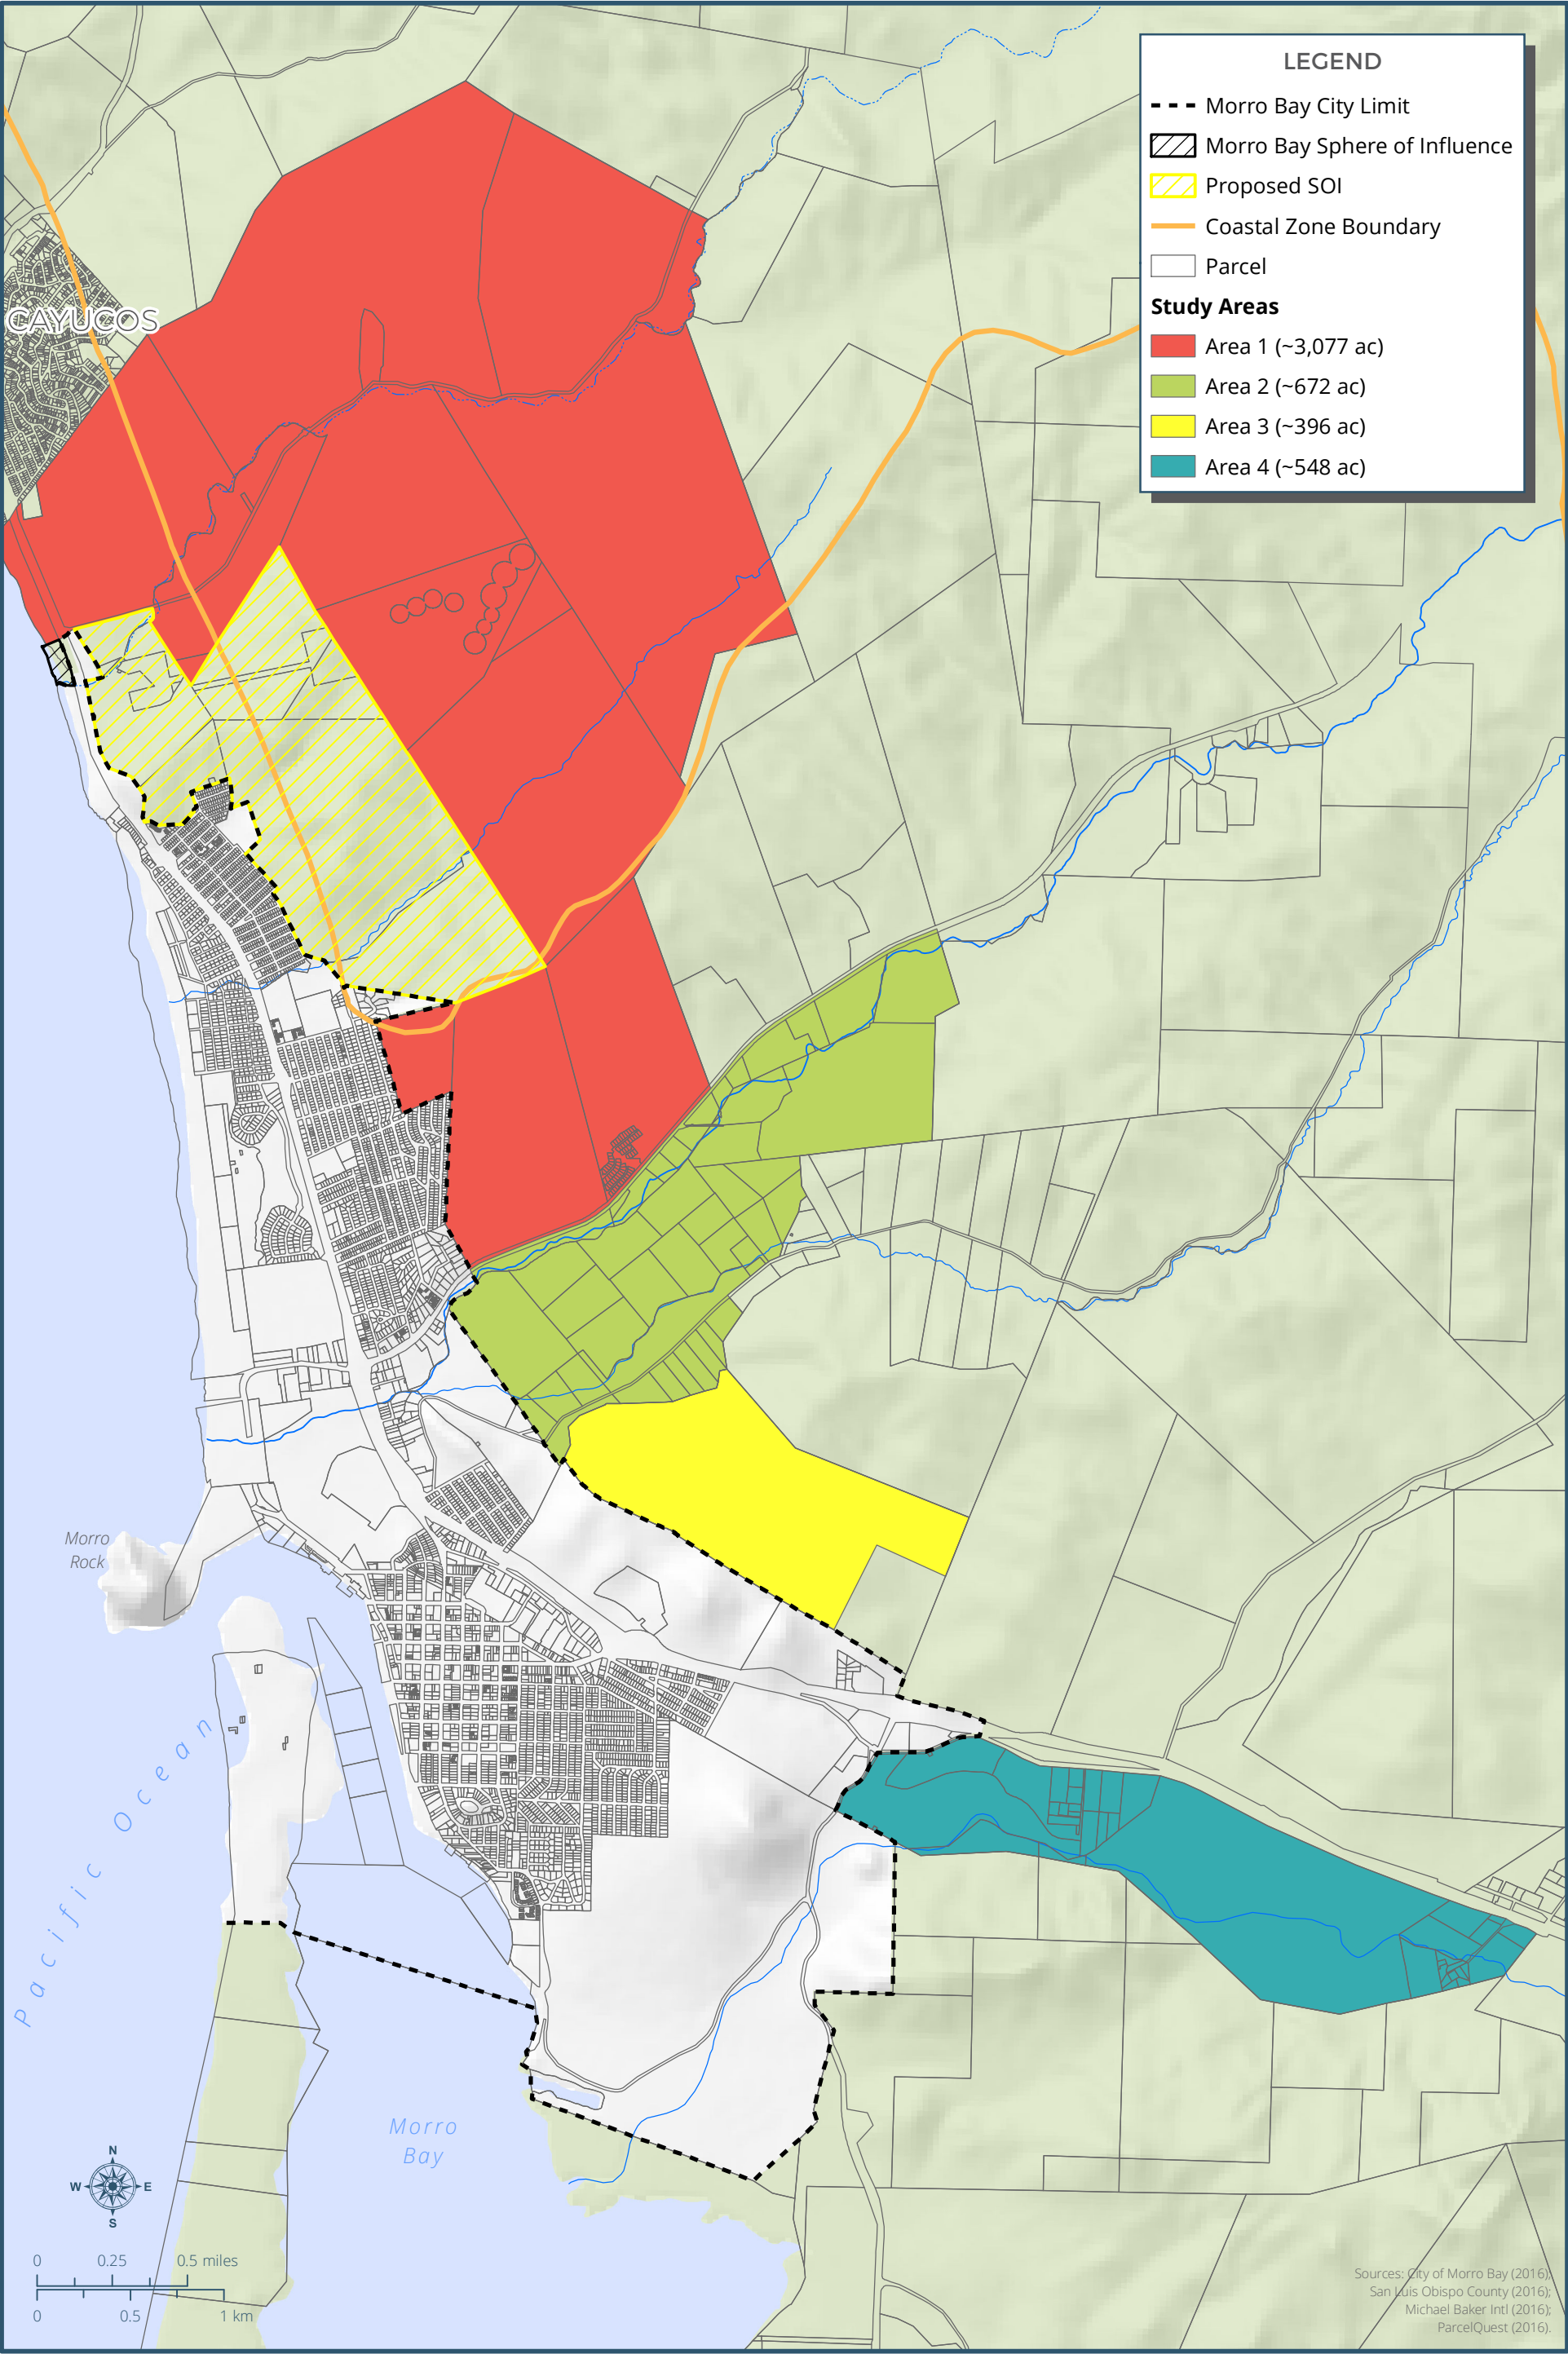 LEGEND
Morro Bay City Limit
Morro Bay Sphere of Influence
Proposed SOI
Coastal Zone Boundary
Parcel
Study Areas
Area 1 (~3,077 ac)
Area 2 (~672 ac)
Area 3 (~396 ac)
Area 4 (~548 ac)
CAYUCOS
Morro
Rock
Pacific Ocean
Morro
Bay
N
W E
S
0 0.25 0.5 miles
0 0.5 1 km
Sources: City of Morro Bay (2016);
San Luis Obispo County (2016);
Michael Baker Intl (2016);
ParcelQuest (2016).